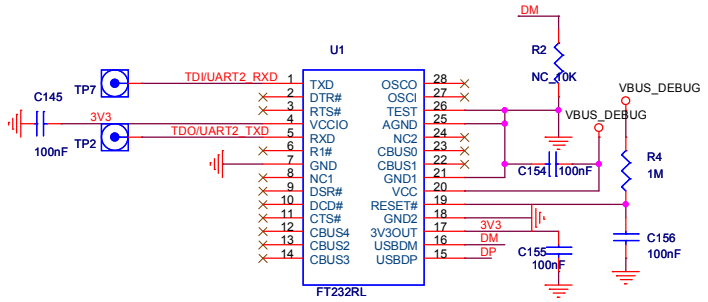 DM
U1
R2
NC_10K
TDI/UART2_RXD
TP7
1 TXD OSCO 28
2 DTR# OSCI 27
3 RTS# TEST 26
4 VCCIO AGND 25
5 RXD NC2 24
6 R1# CBUS0 23
7 GND CBUS1 22
8 NC1 GND1 21
9 DSR# VCC 20
10 DCD# RESET# 19
11 CTS# GND2 18
12 CBUS4 3V3OUT 17
13 CBUS2 USBDM 16
14 CBUS3 USBDP 15
FT232RL
C145
100nF
3V3
TP2
TDO/UART2_TXD
VBUS_DEBUG
VBUS_DEBUG
C154
100nF
R4
1M
3V3
DM
DP
C155
100nF
C156
100nF